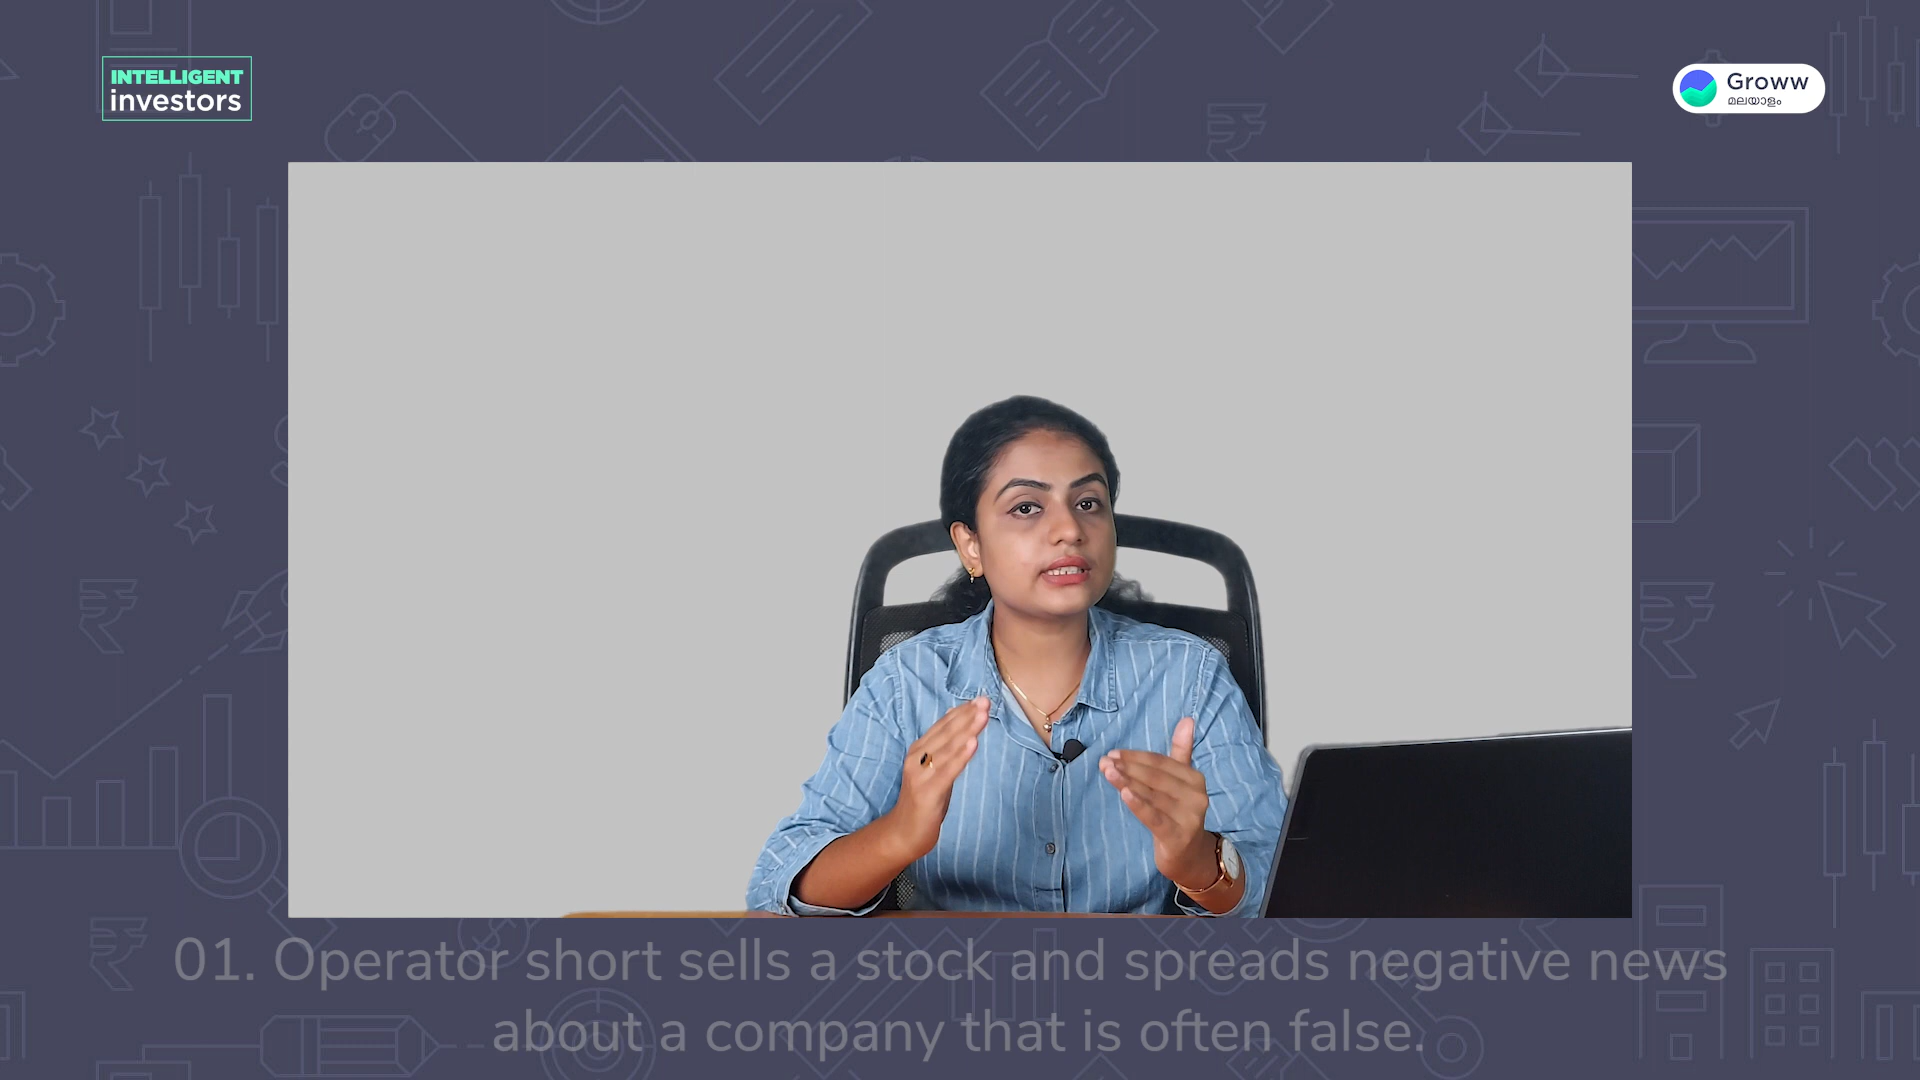 INTELLIGENT
investors
Groww
മലയാളം
01. Operator short sells a stock and spreads negative news
about a company that is often false.